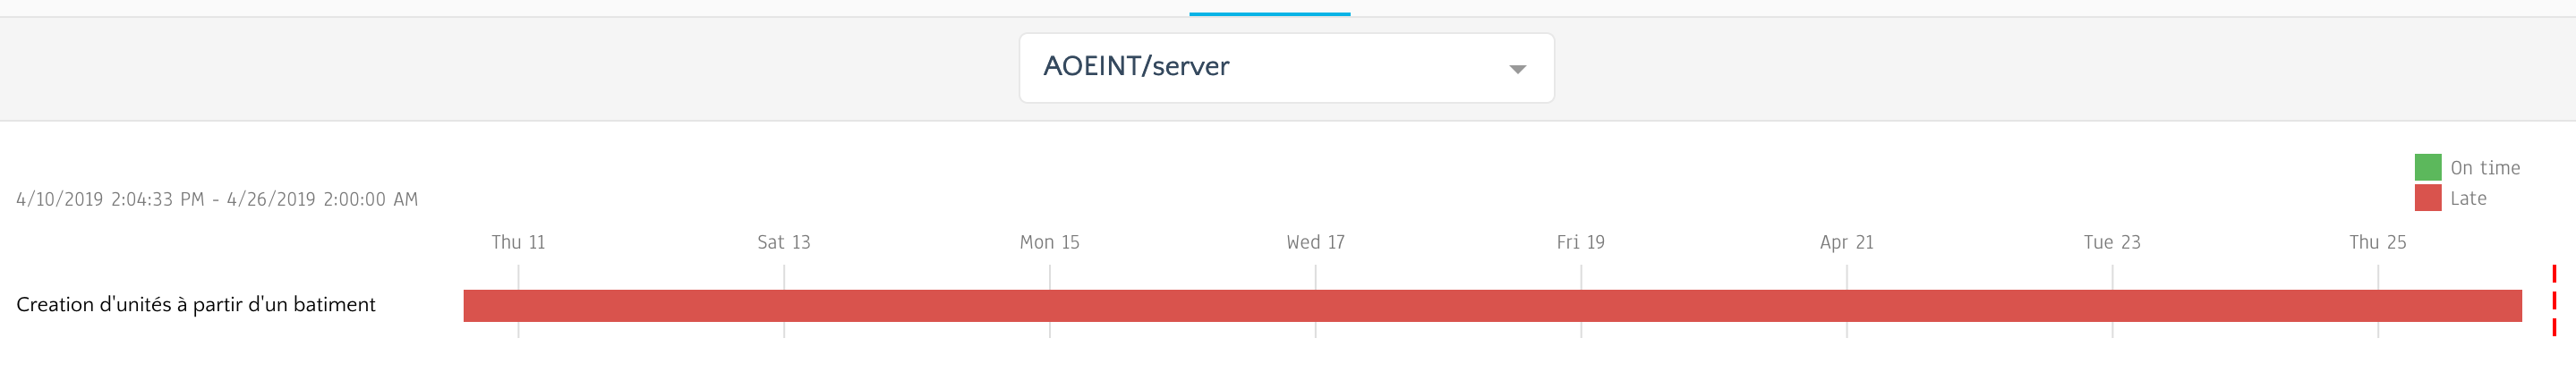 AOEINT/server
On time
4/10/2019 2:04:33 PM - 4/26/2019 2:00:00 AM
Late
Thu 11 Sat 13 Mon 15 Wed 17 Fri 19 Apr 21 Tue 23 Thu 25
Creation d'unités à partir d'un batiment